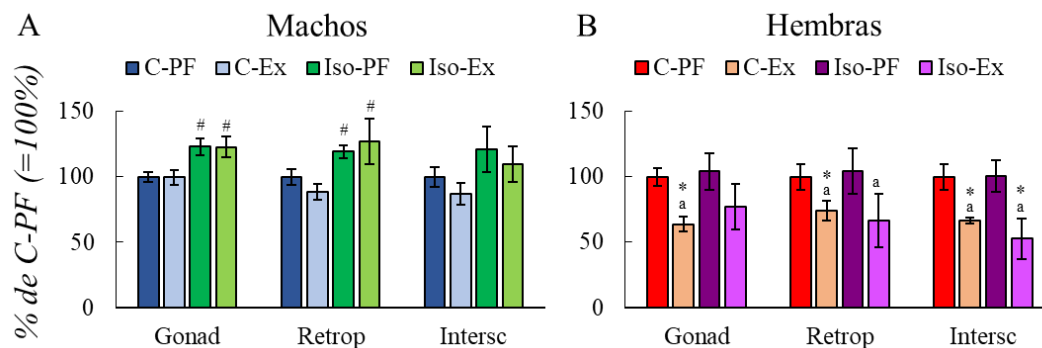 A Machos
C-PF C-Ex Iso-PF Iso-Ex
% de C-PF (=100%)
150
100
50
0
# # # #
Gonad Retrop Intersc
B Hembras
C-PF C-Ex Iso-PF Iso-Ex
150
100
50
0
*
a
*
a
a
*
a
*
a
Gonad Retrop Intersc